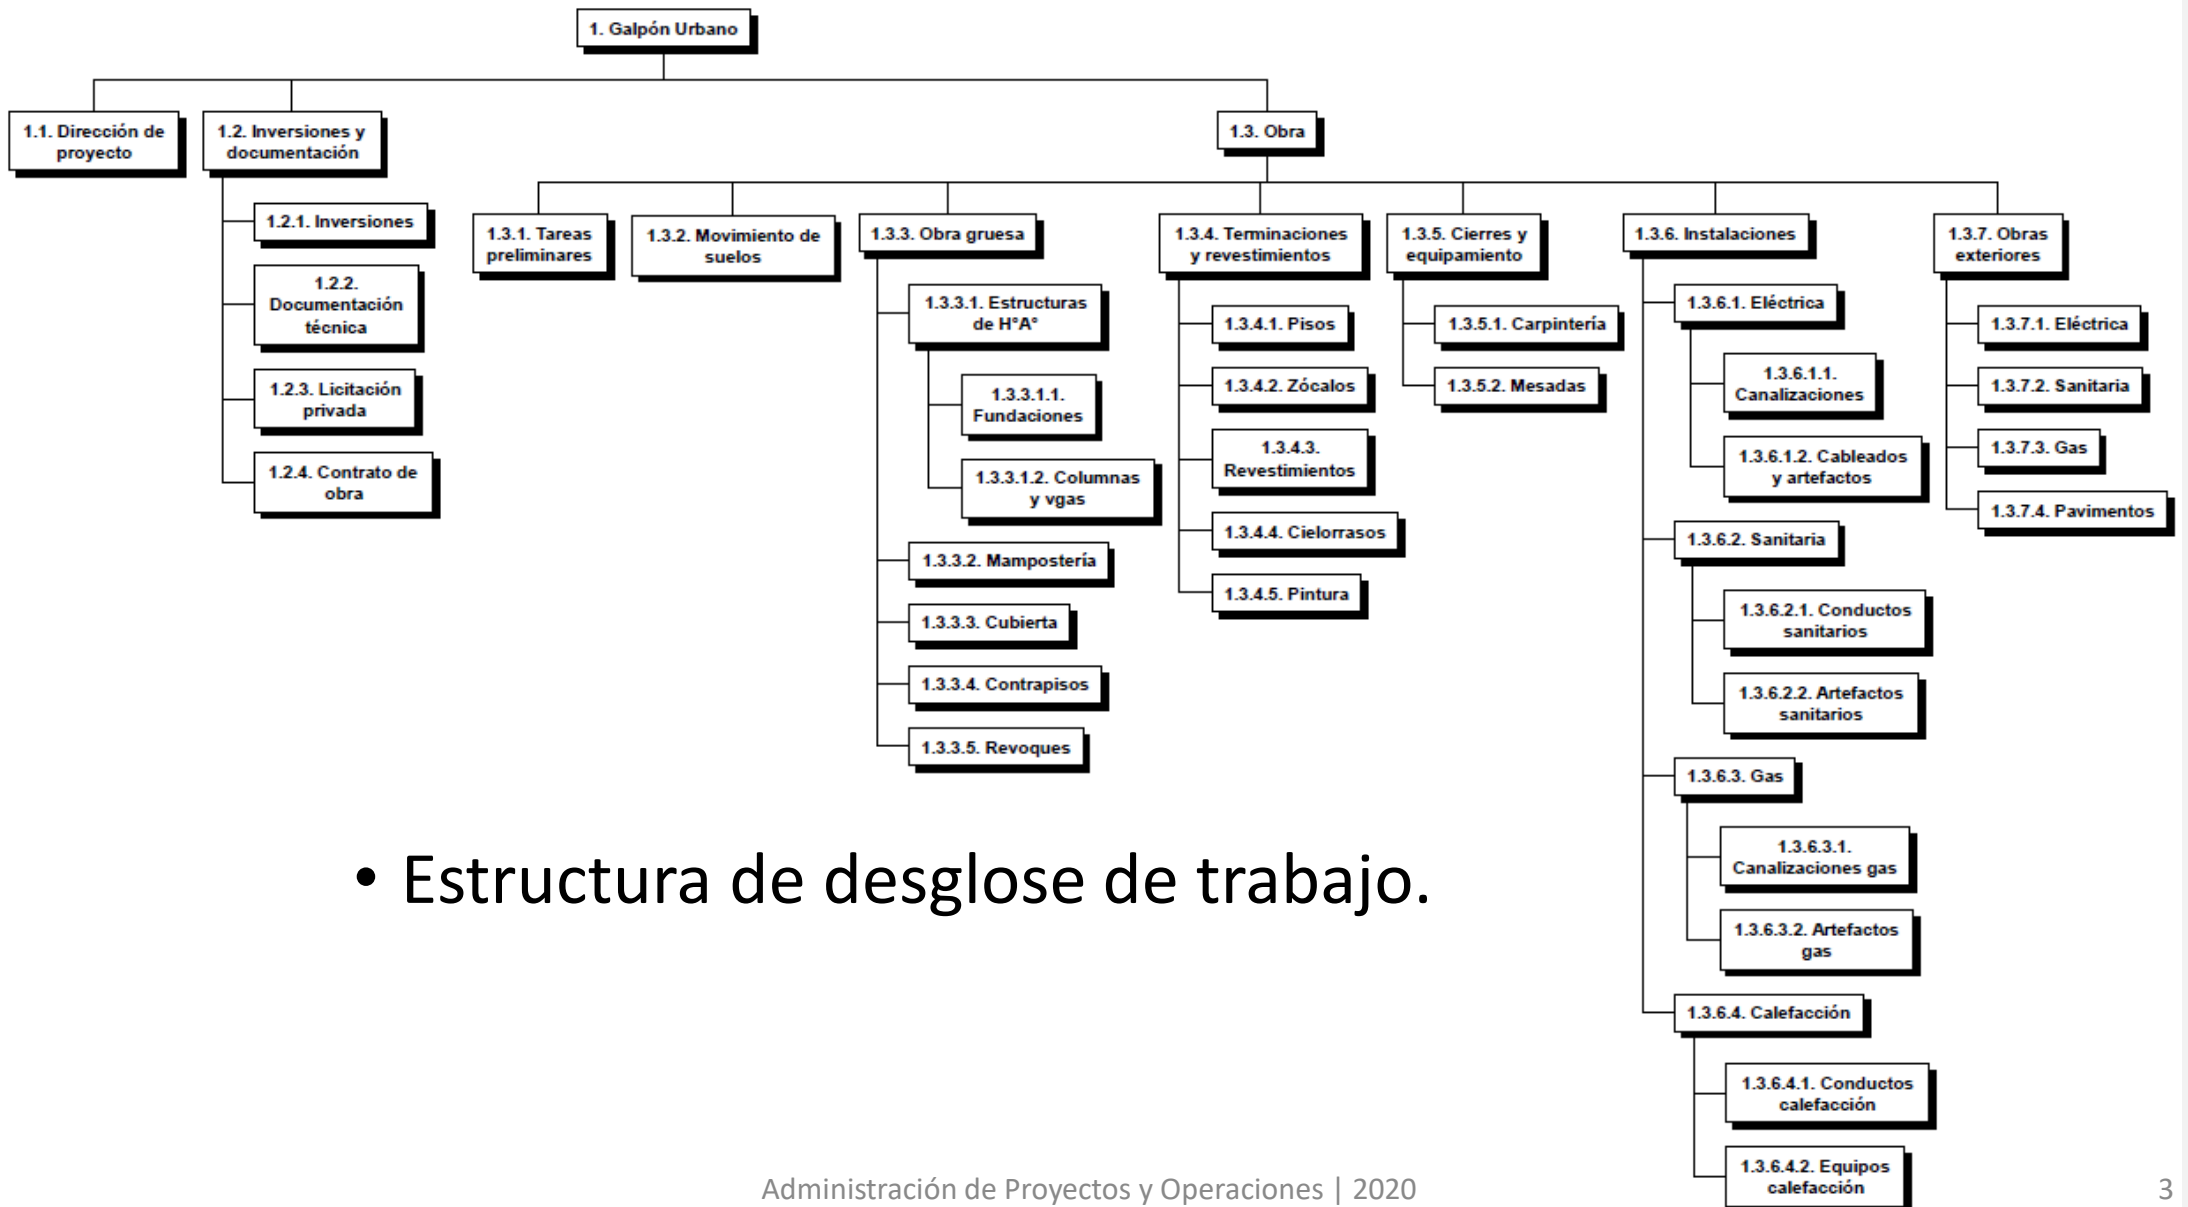 1. Galpón Urbano
1.1. Dirección de
proyecto
1.2. Inversiones y
documentación
1.2.1. Inversiones
1.2.2.
Documentación
técnica
1.2.3. Licitación
privada
1.2.4. Contrato de
obra
1.3. Obra
1.3.1. Tareas
preliminares
1.3.2. Movimiento de
suelos
1.3.3. Obra gruesa
1.3.3.1. Estructuras
de H°A°
1.3.3.1.1.
Fundaciones
1.3.3.1.2. Columnas
y vgas
1.3.3.2. Mampostería
1.3.3.3. Cubierta
1.3.3.4. Contrapisos
1.3.3.5. Revoques
1.3.4. Terminaciones
y revestimientos
1.3.4.1. Pisos
1.3.4.2. Zócalos
1.3.4.3.
Revestimientos
1.3.4.4. Cielorrasos
1.3.4.5. Pintura
1.3.5. Cierres y
equipamiento
1.3.5.1. Carpintería
1.3.5.2. Mesadas
1.3.6. Instalaciones
1.3.6.1. Eléctrica
1.3.6.1.1.
Canalizaciones
1.3.6.1.2. Cableados
y artefactos
1.3.6.2. Sanitaria
1.3.6.2.1. Conductos
sanitarios
1.3.6.2.2. Artefactos
sanitarios
1.3.6.3. Gas
1.3.6.3.1.
Canalizaciones gas
1.3.6.3.2. Artefactos
gas
1.3.6.4. Calefacción
1.3.6.4.1. Conductos
calefacción
1.3.6.4.2. Equipos
calefacción
1.3.7. Obras
exteriores
1.3.7.1. Eléctrica
1.3.7.2. Sanitaria
1.3.7.3. Gas
1.3.7.4. Pavimentos
• Estructura de desglose de trabajo.
Administración de Proyectos y Operaciones | 2020
3